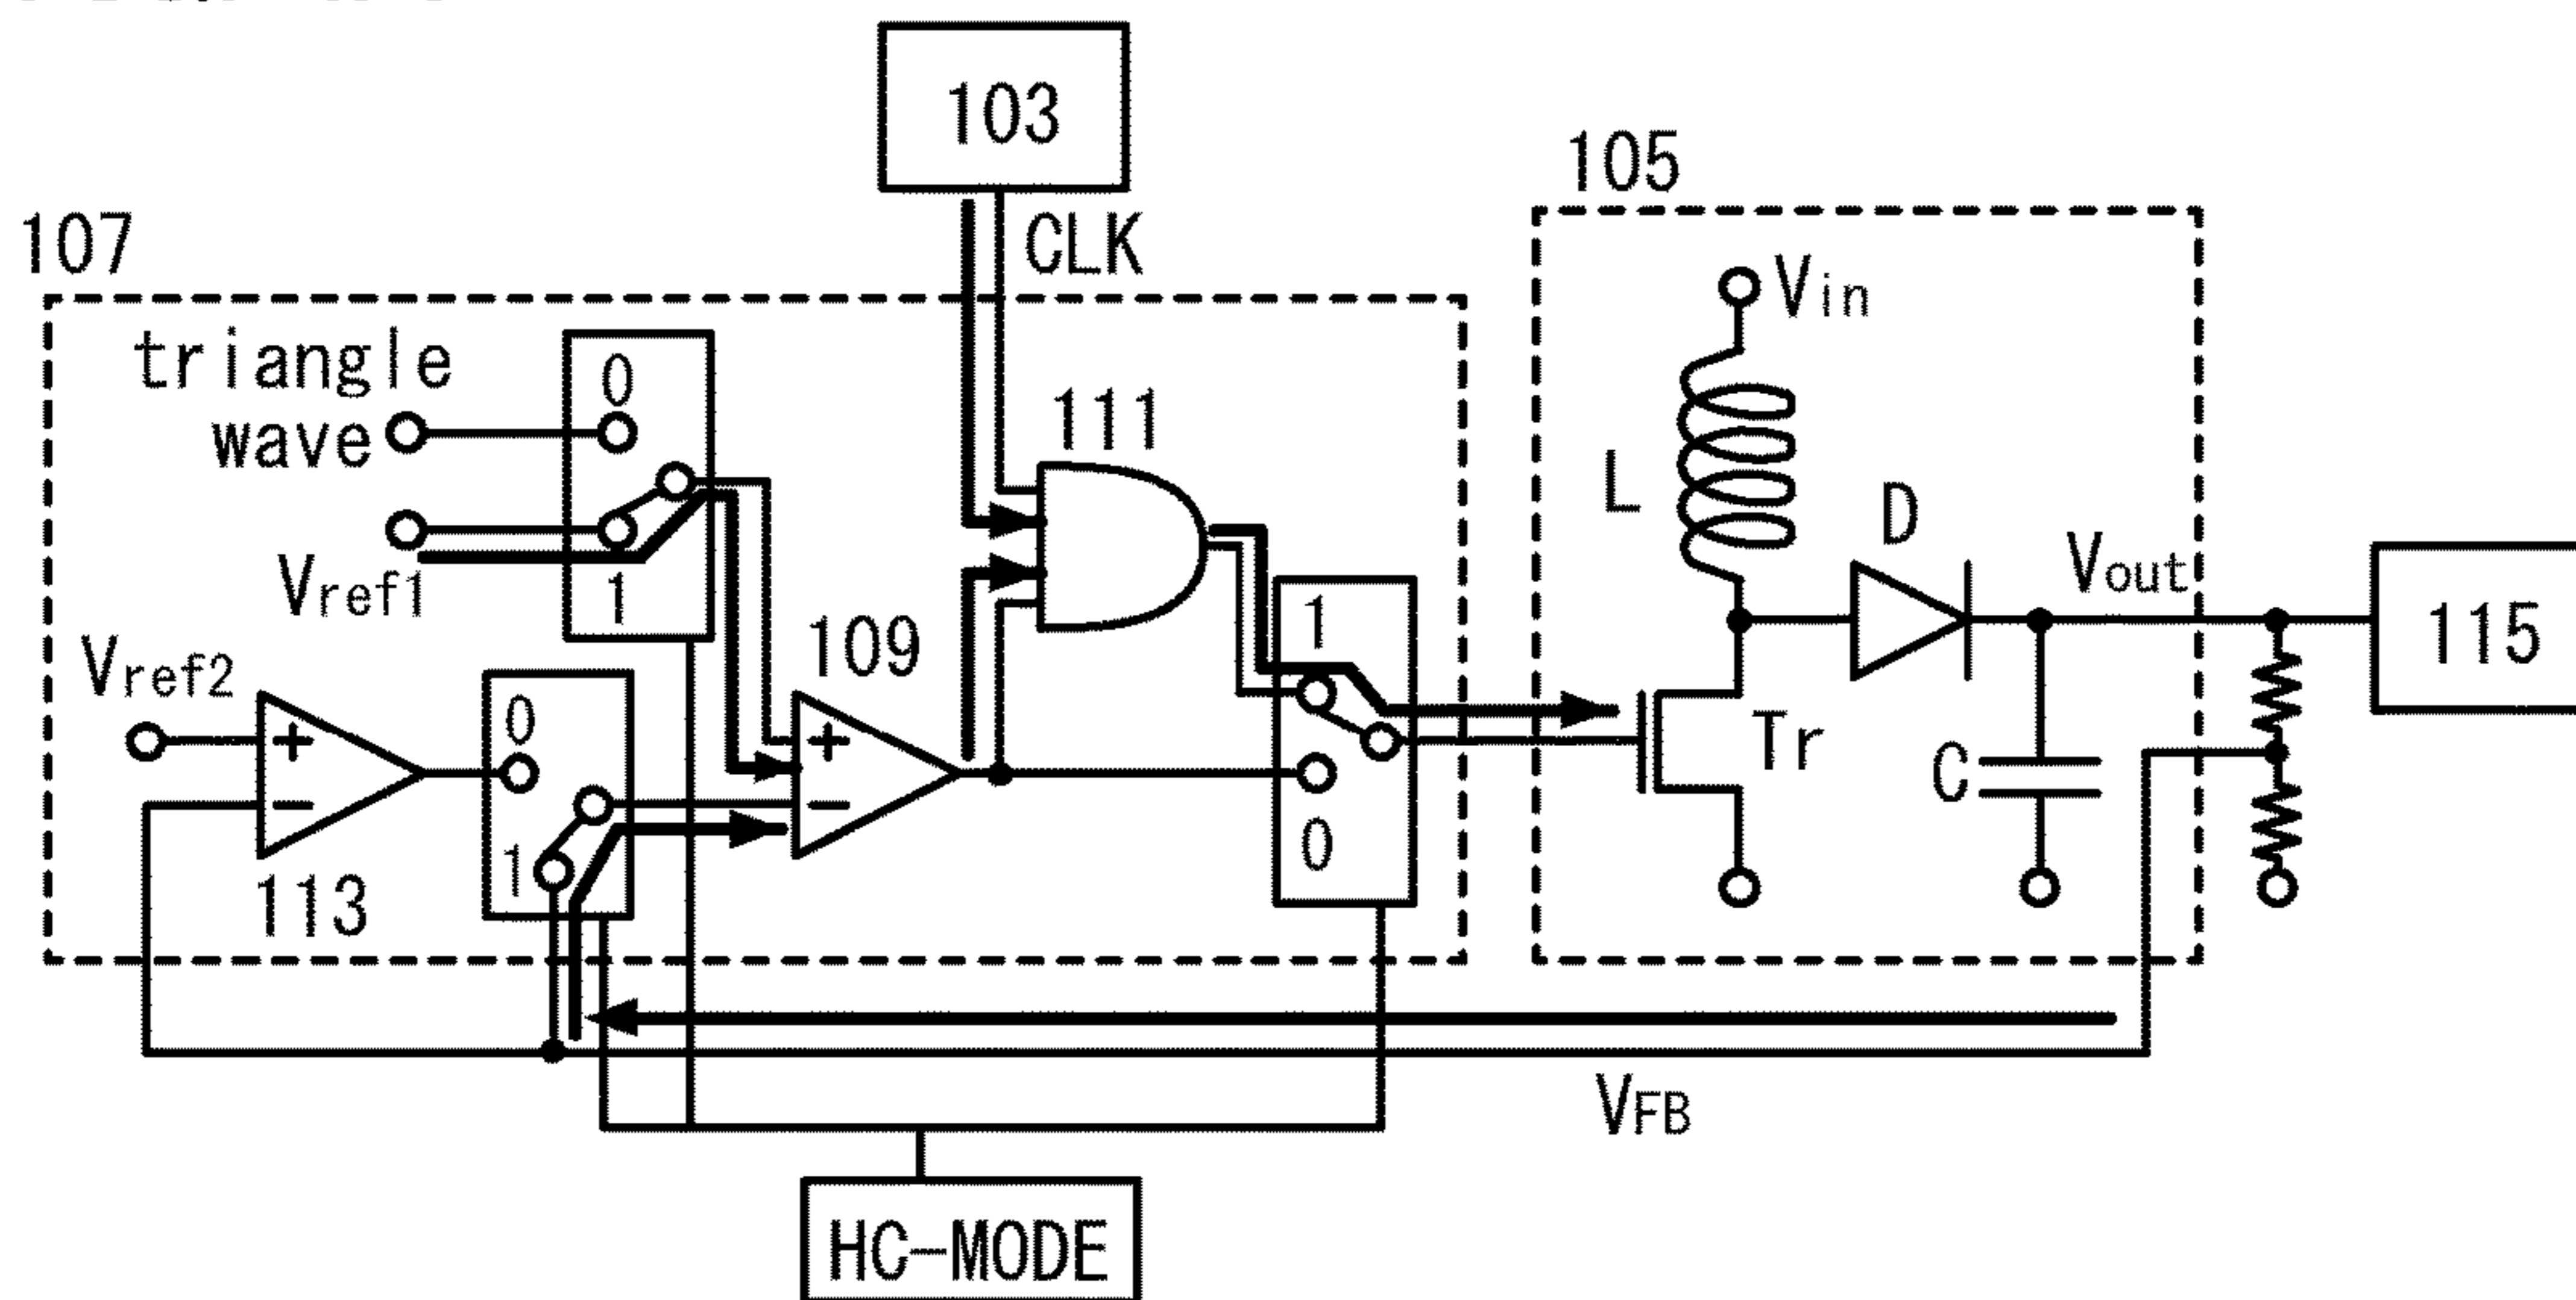 103
105
107
CLK
Vin
triangle
wave
0
111
L
D
Vout
Vref1
1
1
115
Vref2
109
0
+
+
Tr
C
−
−
1
0
113
VFB
HC-MODE